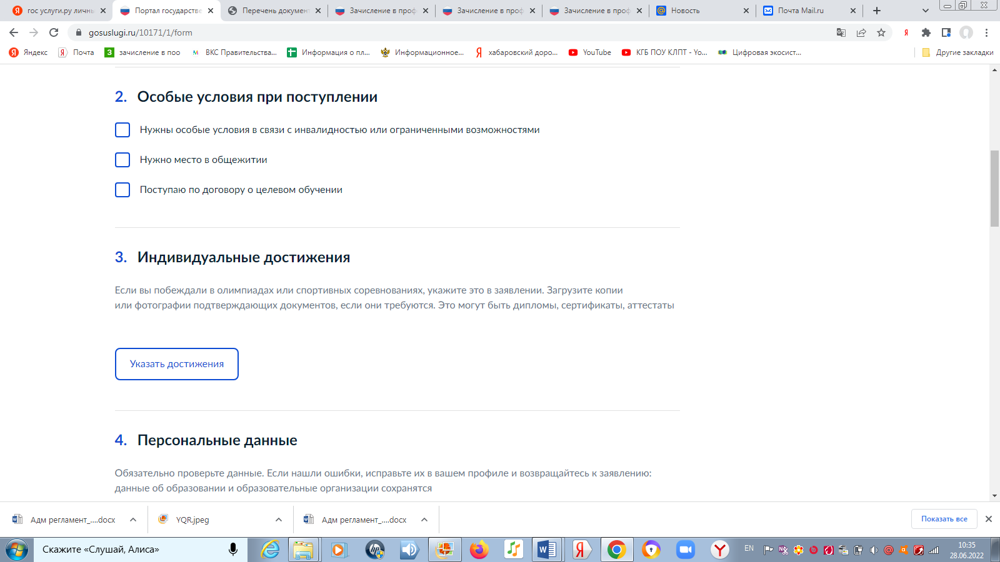 гос услуги.ру личнь
Портал государстве
Перечень документ
Зачисление в проф
Зачисление в проф
Зачисление в проф
Новость
Почта Mail.ru
gosuslugi.ru/10171/1/form
Яндекс
Почта
зачисление в поо
ВКС Правительства...
Информация о пл...
Информационное...
хабаровский доро...
YouTube
КГБ ПОУ КЛПТ - Yo...
Цифровая экосист...
Другие закладки
2. Особые условия при поступлении
Нужны особые условия в связи с инвалидностью или ограниченными возможностями
Нужно место в общежитии
Поступаю по договору о целевом обучении
3. Индивидуальные достижения
Если вы побеждали в олимпиадах или спортивных соревнованиях, укажите это в заявлении. Загрузите копии
или фотографии подтверждающих документов, если они требуются. Это могут быть дипломы, сертификаты, аттестаты
Указать достижения
4. Персональные данные
Обязательно проверьте данные. Если нашли ошибки, исправьте их в вашем профиле и возвращайтесь к заявлению:
данные об образовании и образовательные организации сохранятся
Адм регламент_....docx
YQR.jpeg
Адм регламент_....docx
Показать все
Скажите «Слушай, Алиса»
EN
10:35
28.06.2022